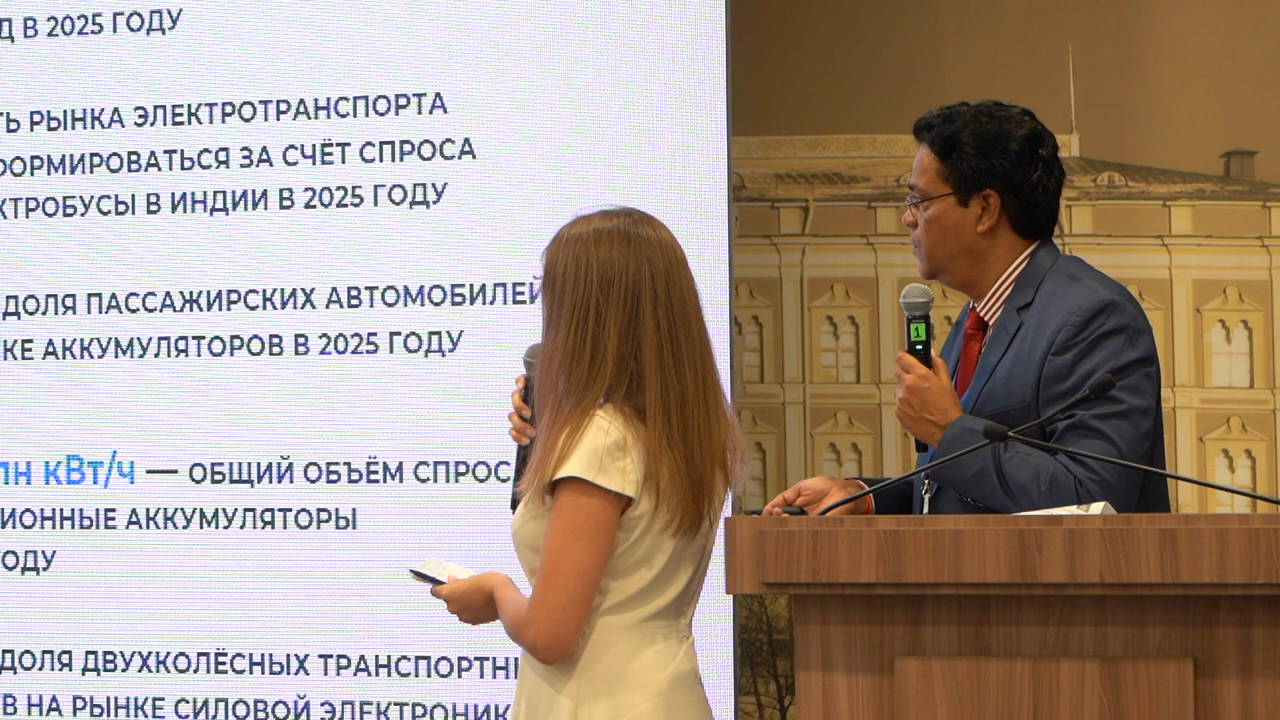 Д В 2025 ГОДУ
ТЬ РЫНКА ЭЛЕКТРОТРАНСПОРТА
ФОРМИРОВАТЬСЯ ЗА СЧЁТ СПРОСА
КТРОБУСЫ В ИНДИИ В 2025 ГОДУ
ДОЛЯ ПАССАЖИРСКИХ АВТОМОБИЛЕЙ
КЕ АККУМУЛЯТОРОВ В 2025 ГОДУ
лн кВт/ч — ОБЩИЙ ОБЪЁМ СПРОС
ИОННЫЕ АККУМУЛЯТОРЫ
ОДУ
ДОЛЯ ДВУХКОЛЁСНЫХ ТРАНСПОРТН
В НА РЫНКЕ СИЛОВОЙ ЭЛЕКТРОНИК
1